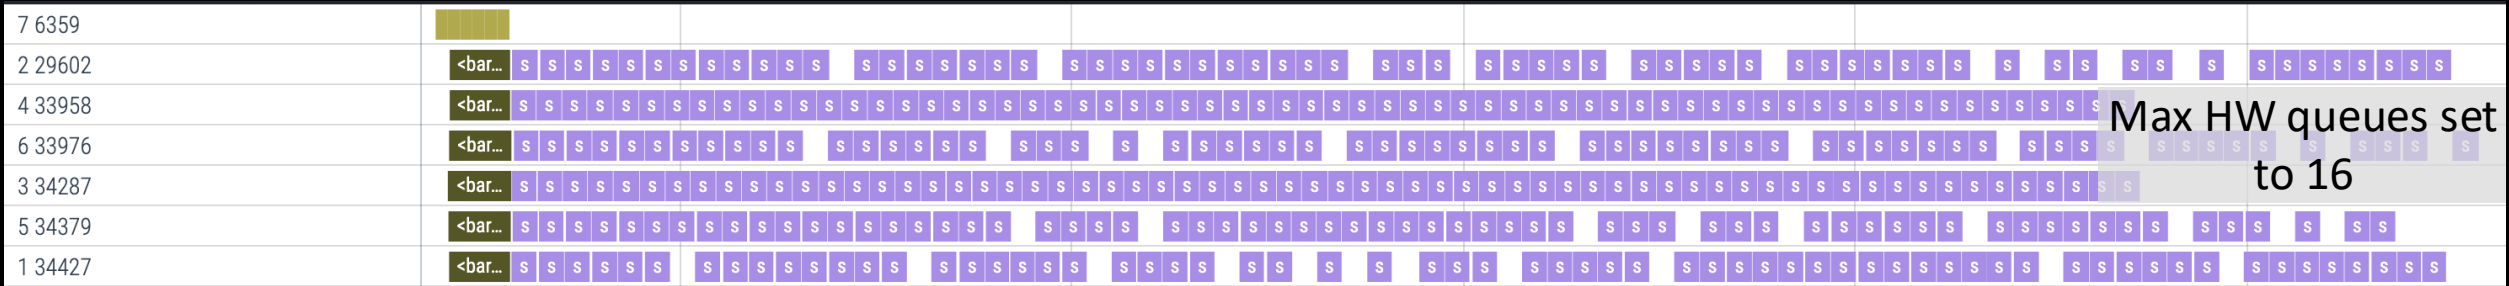 7 6359
2 29602 <bar... S S S S S S S S S S S S S S S S S S S S S S S S S S S S S S S S S S S S S S S S S S S S S S S S S S S S S S S S S S S S S S S S
4 33958 <bar... S S S S S S S S S S S S S S S S S S S S S S S S S S S S S S S S S S S S S S S S S S S S S S S S S S S S S S S S S S S S S S
6 33976 <bar... S S S S S S S S S S S S S S S S S S S S S S S S S S S S S S S S S S S S S S S S S S S S S S S S S S S S S S S S S S S S S S S S
3 34287 <bar... S S S S S S S S S S S S S S S S S S S S S S S S S S S S S S S S S S S S S S S S S S S S S S S S S S S S S S S S S S S S S S S S
5 34379 <bar... S S S S S S S S S S S S S S S S S S S S S S S S S S S S S S S S S S S S S S S S S S S S S S S S S S S S S S S S S S S S S S S S
1 34427 <bar... S S S S S S S S S S S S S S S S S S S S S S S S S S S S S S S S S S S S S S S S S S S S S S S S S S S S S S S S S S S S S S S S
Max HW queues set
to 16